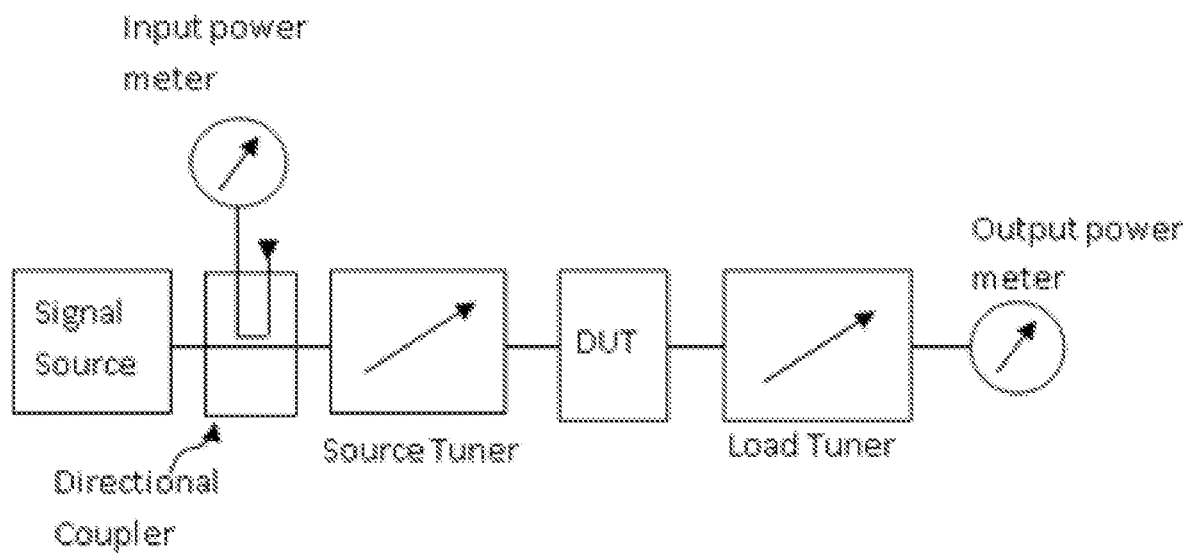 Input power
meter
Output power
meter
Signal
Source
DUT
Source Tuner
Load Tuner
Directional
Coupler